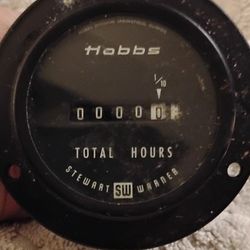 Hobbs
1/10
00000
TOTAL HOURS
STEWART SW WARNER